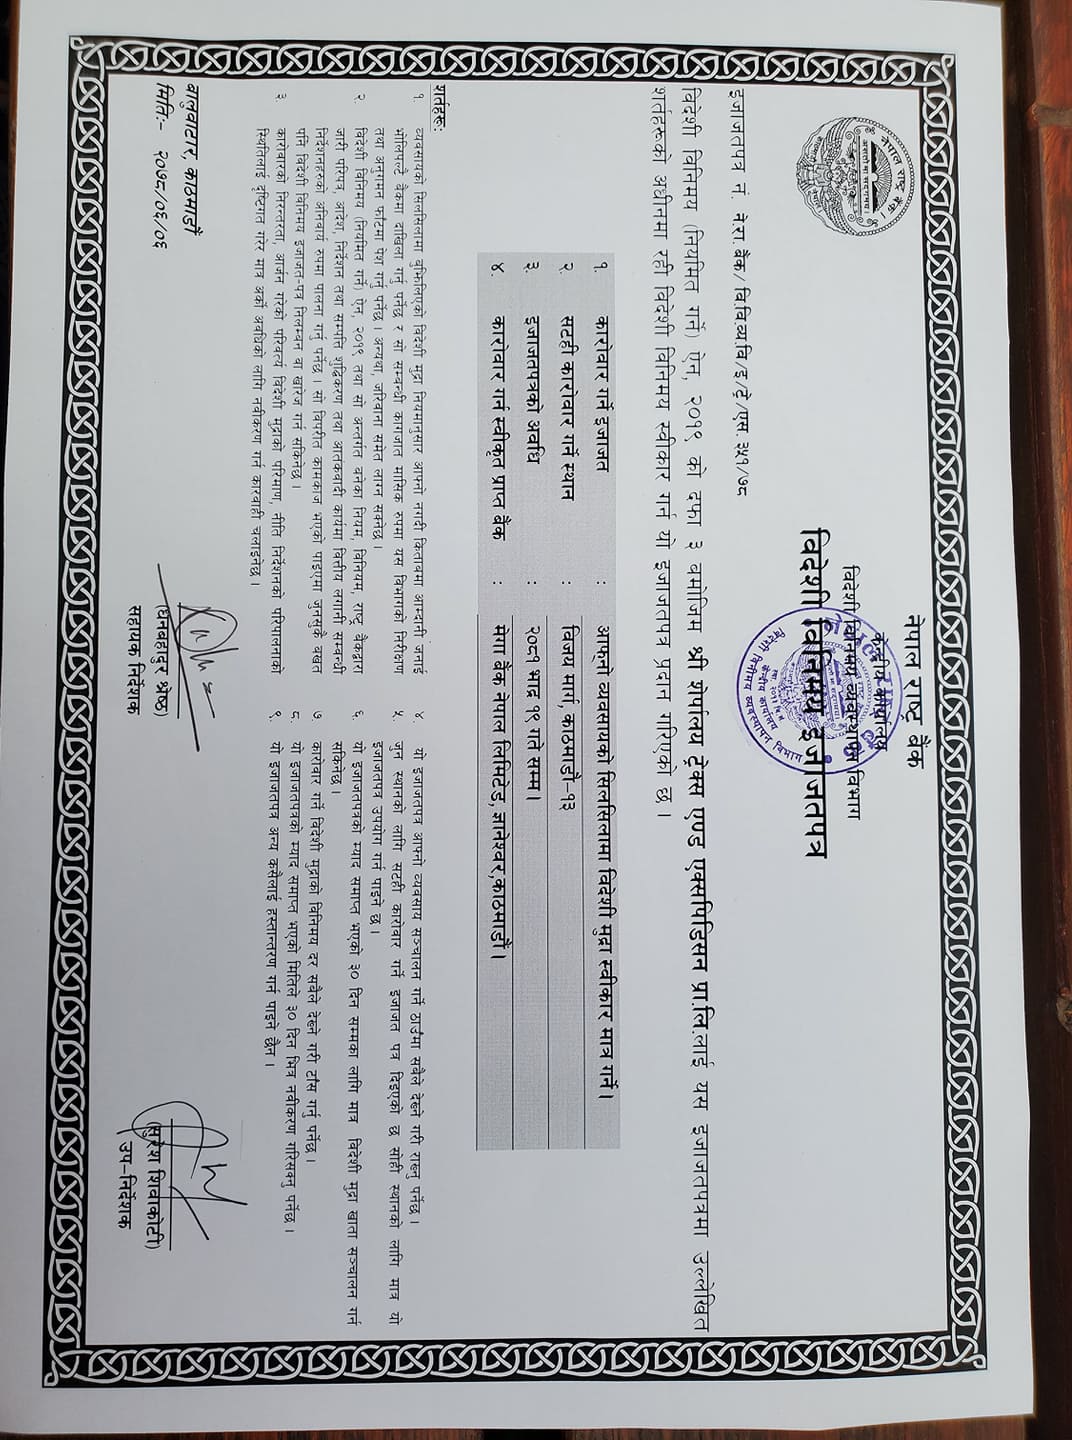 नेपाल राष्ट्र बैंक
केन्द्रीय कार्यालय
विदेशी विनिमय व्यवस्थापन विभाग
विदेशी विनिमय इजाजतपत्र
इजाजतपत्र नं. ने.रा.बैंक/वि.वि.व्य.वि/इ/ट्रे/एस. ३५१/७८
विदेशी विनिमय (नियमित गर्ने) ऐन, २०१९ को दफा ३ बमोजिम श्री शेर्पालय ट्रेक्स एण्ड एक्सपिडिसन प्रा.लि.लाई यस इजाजतपत्रमा उल्लेखित
शर्तहरूको अधीनमा रही विदेशी विनिमय स्वीकार गर्न यो इजाजतपत्र प्रदान गरिएको छ ।
१. कारोवार गर्ने इजाजत : आफ्नो व्यवसायको सिलसिलामा विदेशी मुद्रा स्वीकार मात्र गर्ने ।
२. सटही कारोवार गर्ने स्थान : विजय मार्ग, काठमाडौं-१३
३. इजाजतपत्रको अवधि : २०८१ भाद्र १९ गते सम्म ।
४. कारोवार गर्न स्वीकृत प्राप्त बैंक : मेगा बैंक नेपाल लिमिटेड, ज्ञानेश्वर,काठमाडौं ।
शर्तहरू:
१. व्यवसायको सिलसिलामा बुझिलिएको विदेशी मुद्रा नियमानुसार आफ्नो नगदी किताबमा आम्दानी जनाई
भोलिपल्टै बैंकमा दाखिला गर्नु पर्नेछ र सो सम्बन्धी कागजात मासिक रुपमा यस विभागको निरीक्षण
तथा अनुगमन फाँटमा पेश गर्नु पर्नेछ । अन्यथा, जरिवाना समेत लाग्न सक्नेछ ।
२. विदेशी विनिमय (नियमित गर्ने) ऐन, २०१९ तथा सो अन्तर्गत बनेका नियम, विनियम, राष्ट्र बैंकद्वारा
जारी परिपत्र, आदेश, निर्देशन तथा सम्पत्ति शुद्धिकरण तथा आतंकवादी कार्यमा वित्तीय लगानी सम्बन्धी
निर्देशनहरुका अनिवार्य रुपमा पालना गर्नु पर्नेछ । सो विपरीत कामकाज भएको पाइएमा जुनसुकै बखत
पनि विदेशी विनिमय इजाजत-पत्र निलम्बन वा खारेज गर्न सकिनेछ ।
३. कारोबारको निरन्तरता, आर्जन गरेको परिवर्त्य विदेशी मुद्राको परिमाण, नीति निर्देशनको परिपालनाको
स्थितिलाई दृष्टिगत गरेर मात्र अर्को अवधिको लागि नवीकरण गर्न कारवाही चलाइनेछ ।
४. यो इजाजतपत्र आफ्नो व्यवसाय सञ्चालन गर्ने ठाउँमा सबैले देख्ने गरी राख्नु पर्नेछ ।
५. जुन स्थानको लागि सटही कारोवार गर्ने इजाजत पत्र दिइएको छ सोही स्थानको लागि मात्र यो
इजाजतपत्र उपयोग गर्न पाइने छ ।
६. यो इजाजतपत्रको म्याद समाप्त भएको ३० दिन सम्मका लागि मात्र विदेशी मुद्रा खाता सञ्चालन गर्न
सकिनेछ ।
७ कारोवार गर्ने विदेशी मुद्राको विनिमय दर सबैले देख्ने गरी टाँस गर्नु पर्नेछ ।
८. यो इजाजतपत्रको म्याद समाप्त भएको मितिले ३० दिन भित्र नवीकरण गरिसक्नु पर्नेछ ।
९ यो इजाजतपत्र अन्य कसैलाई हस्तान्तरण गर्न पाइने छैन ।
बालुवाटार, काठमाडौं
मिति:- २०७८/०६/०६
(धनबहादुर श्रेष्ठ)
सहायक निर्देशक
(सुरेश शिवाकोटी)
उप-निर्देशक